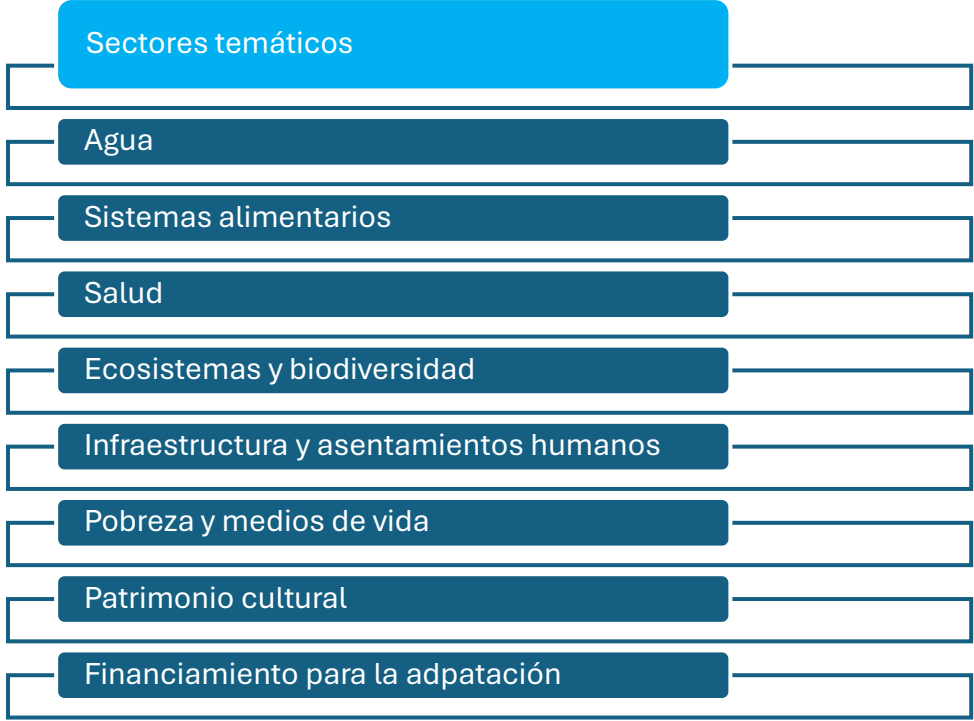 Sectores temáticos
Agua
Sistemas alimentarios
Salud
Ecosistemas y biodiversidad
Infraestructura y asentamientos humanos
Pobreza y medios de vida
Patrimonio cultural
Financiamiento para la adpatación